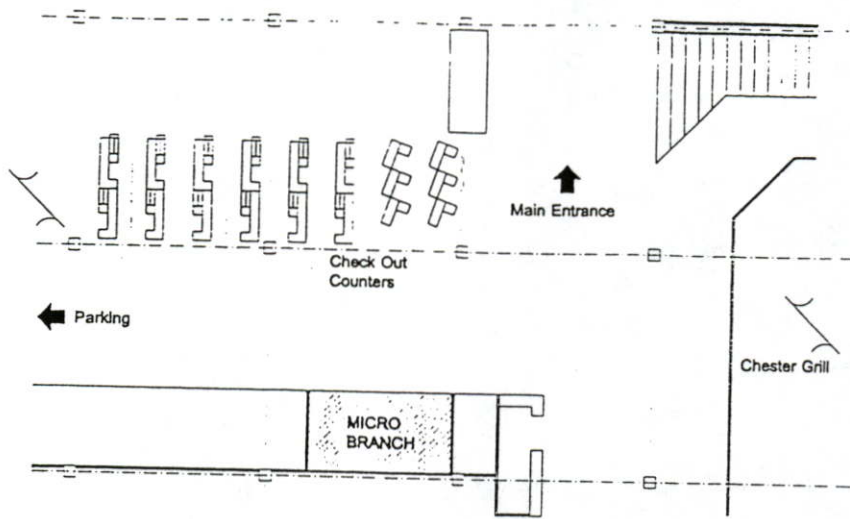 Main Entrance
Check Out
Counters
Parking
Chester Grill
MICRO
BRANCH